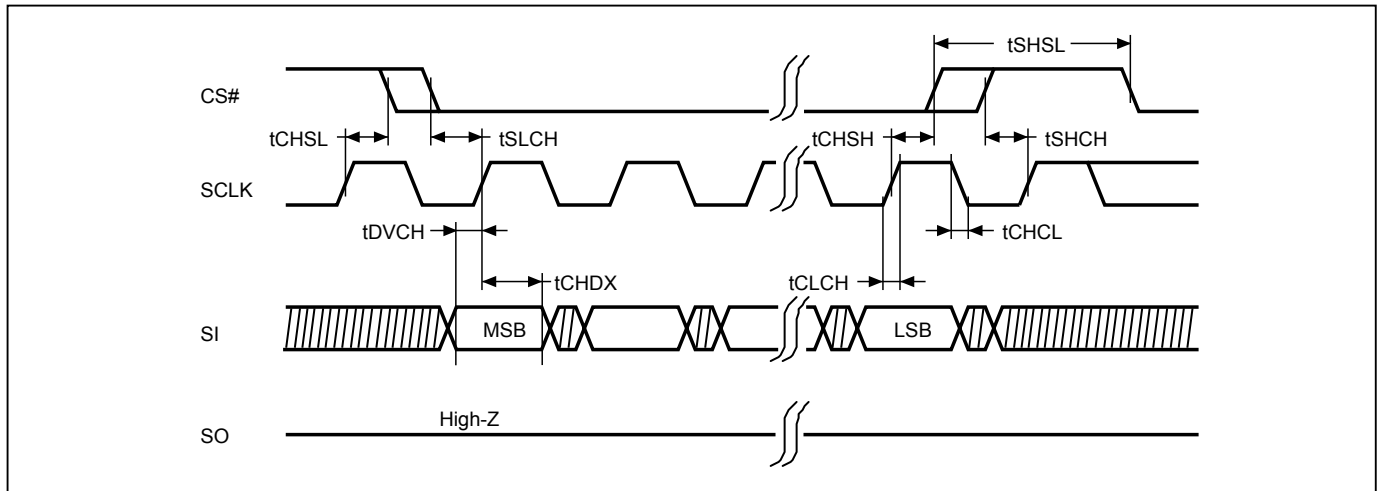 tSHSL
CS#
tCHSL
tSLCH
tCHSH
tSHCH
SCLK
tDVCH
tCHCL
tCHDX
tCLCH
SI
MSB
LSB
High-Z
SO